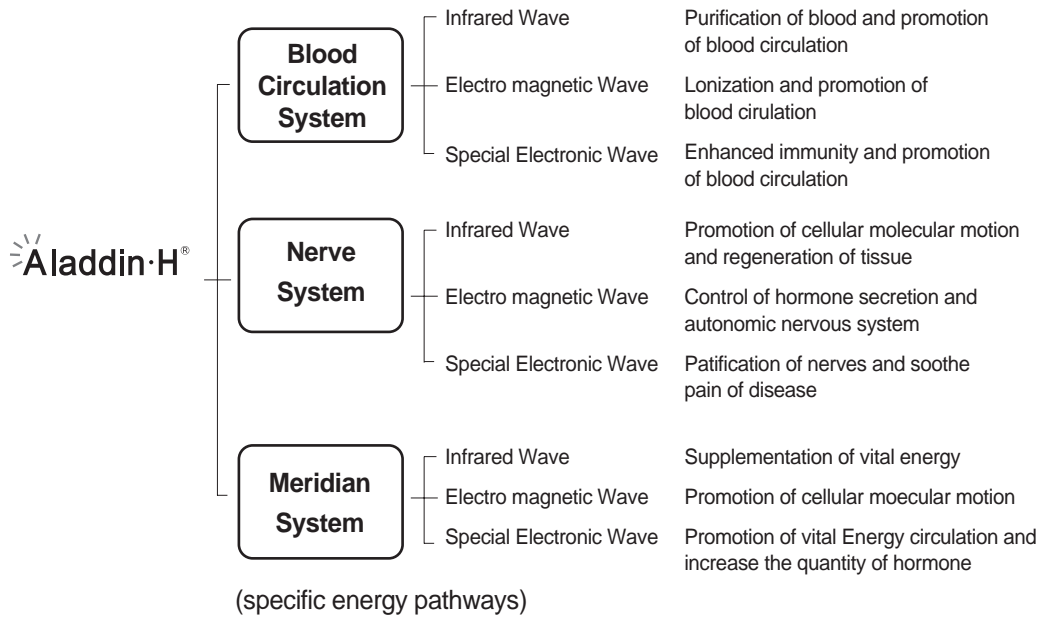 Aladdin·H®
Blood
Circulation
System
Infrared Wave
Purification of blood and promotion
of blood circulation
Electro magnetic Wave
Lonization and promotion of
blood cirulation
Special Electronic Wave
Enhanced immunity and promotion
of blood circulation
Nerve
System
Infrared Wave
Promotion of cellular molecular motion
and regeneration of tissue
Electro magnetic Wave
Control of hormone secretion and
autonomic nervous system
Special Electronic Wave
Patification of nerves and soothe
pain of disease
Meridian
System
Infrared Wave
Supplementation of vital energy
Electro magnetic Wave
Promotion of cellular moecular motion
Special Electronic Wave
Promotion of vital Energy circulation and
increase the quantity of hormone
(specific energy pathways)